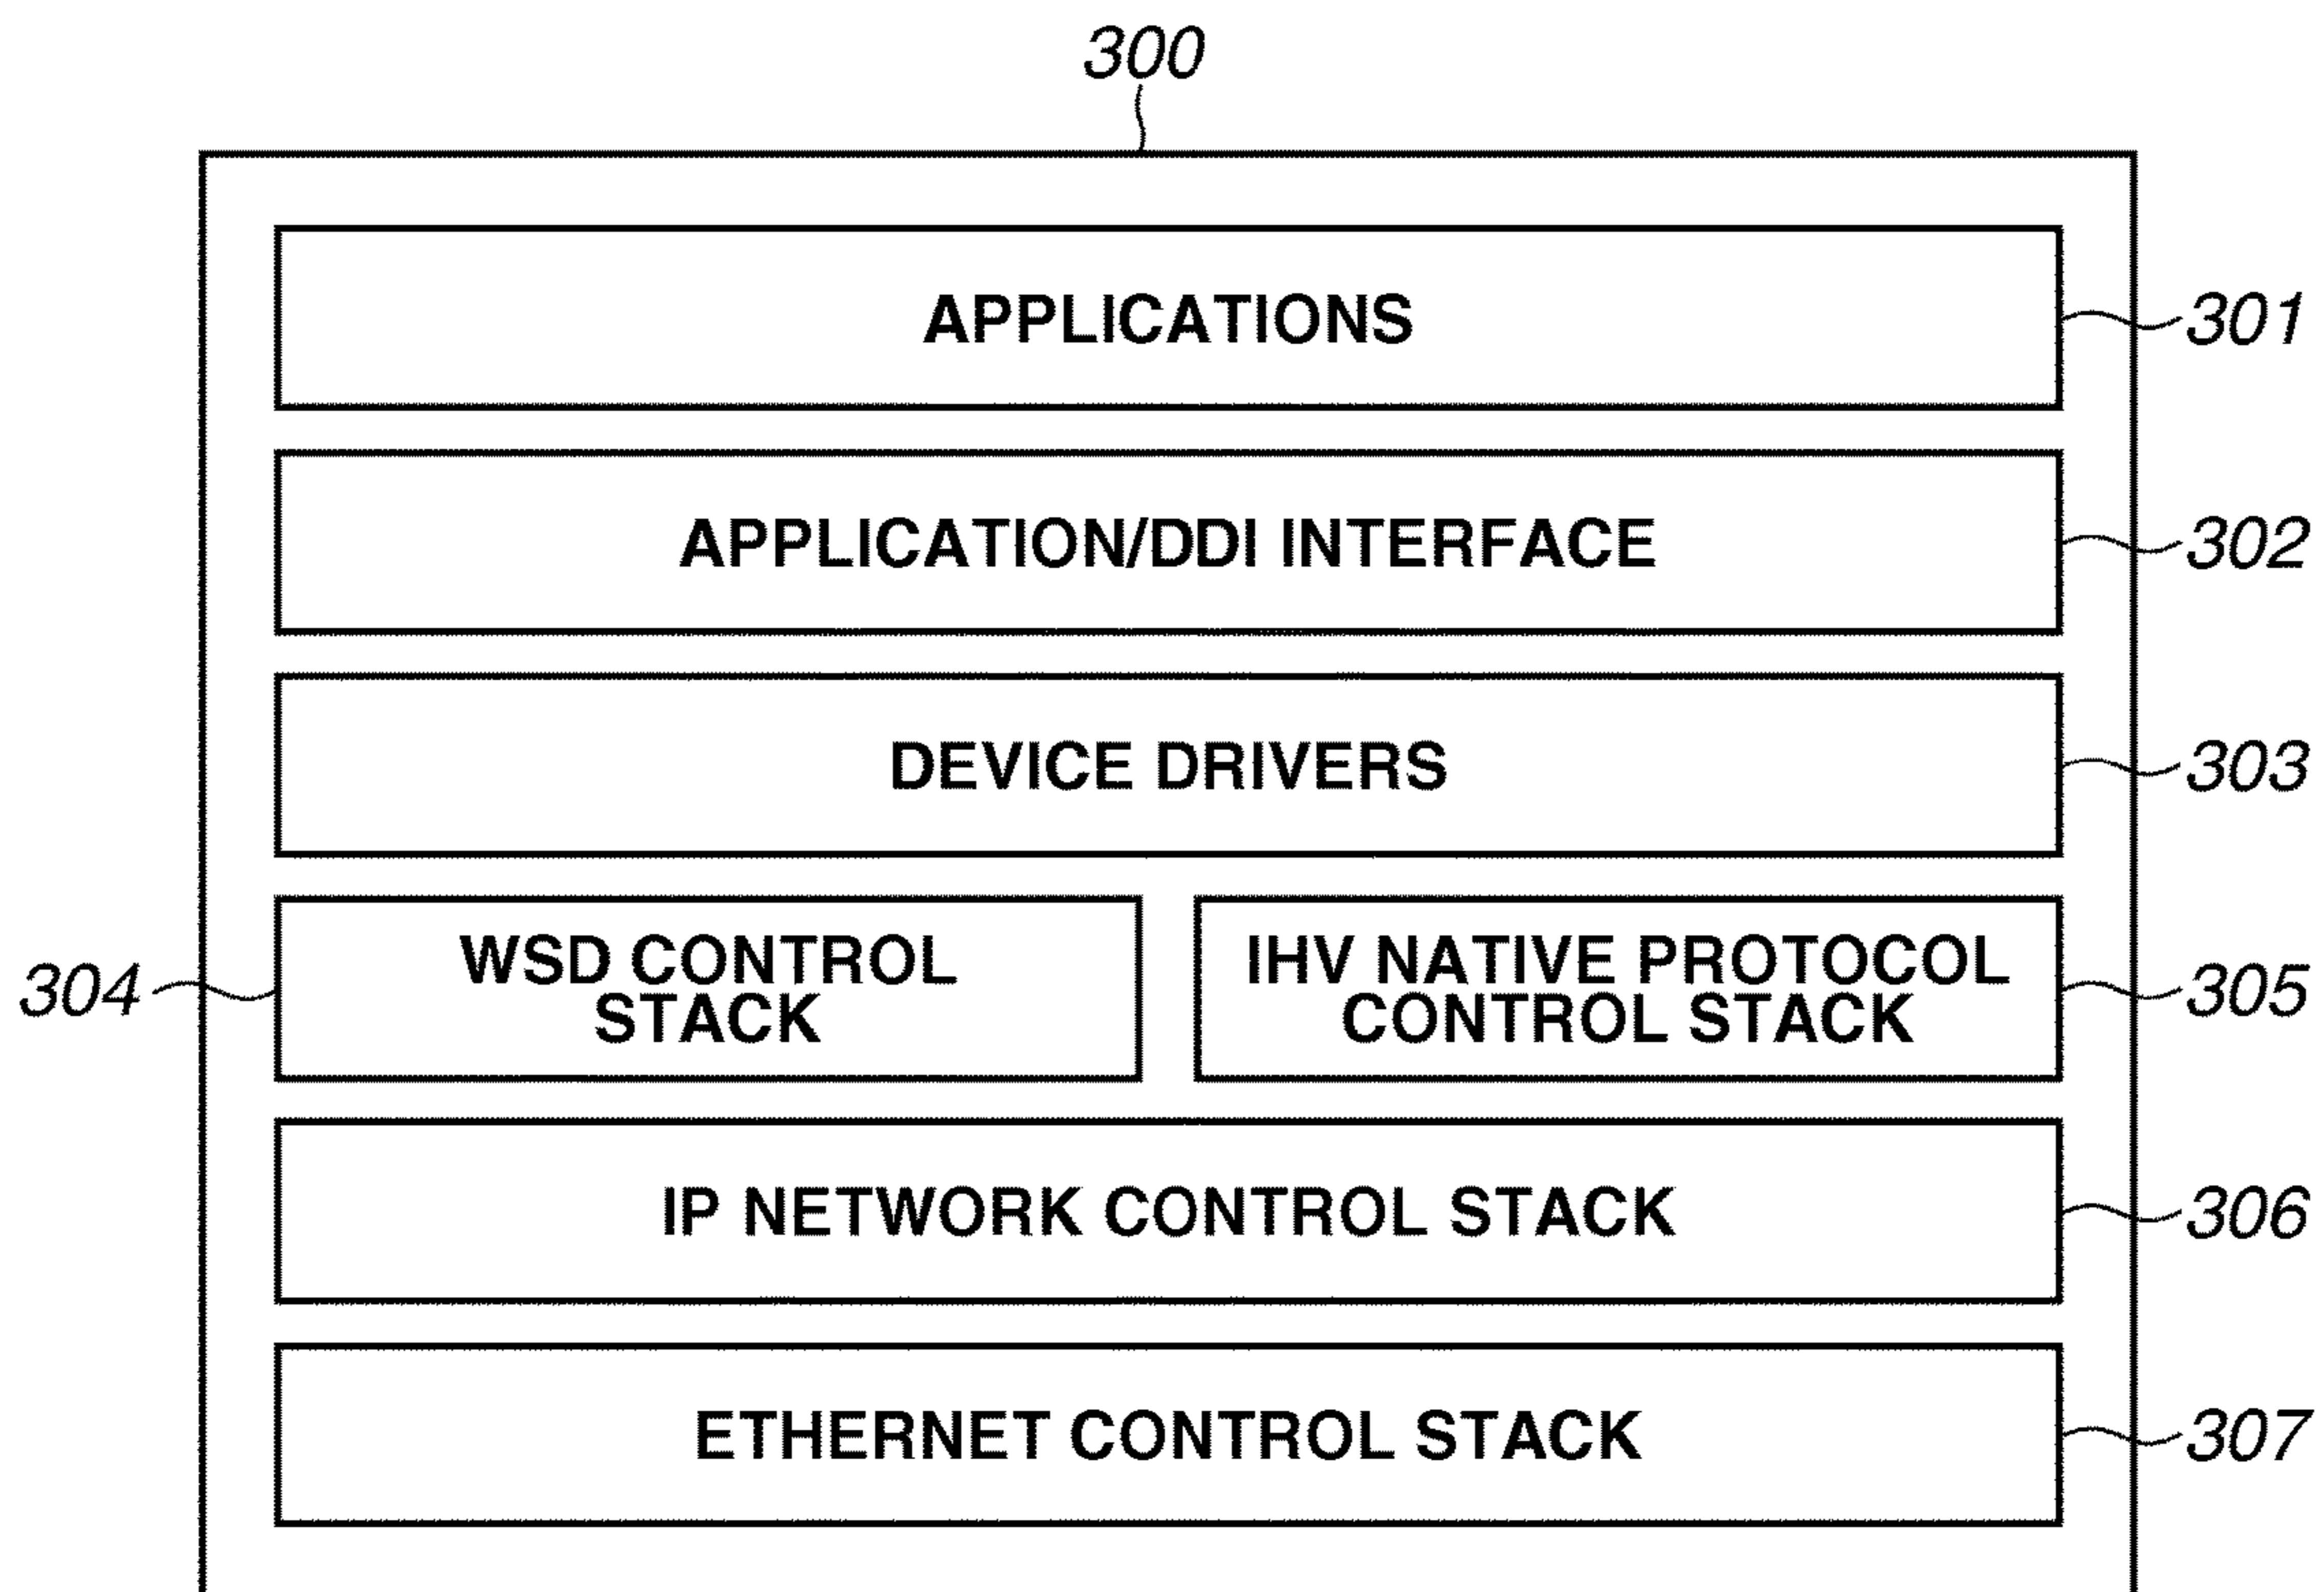 300
APPLICATIONS
301
APPLICATION/DDI INTERFACE
302
DEVICE DRIVERS
303
304
WSD CONTROL
STACK
IHV NATIVE PROTOCOL
CONTROL STACK
305
IP NETWORK CONTROL STACK
306
ETHERNET CONTROL STACK
307